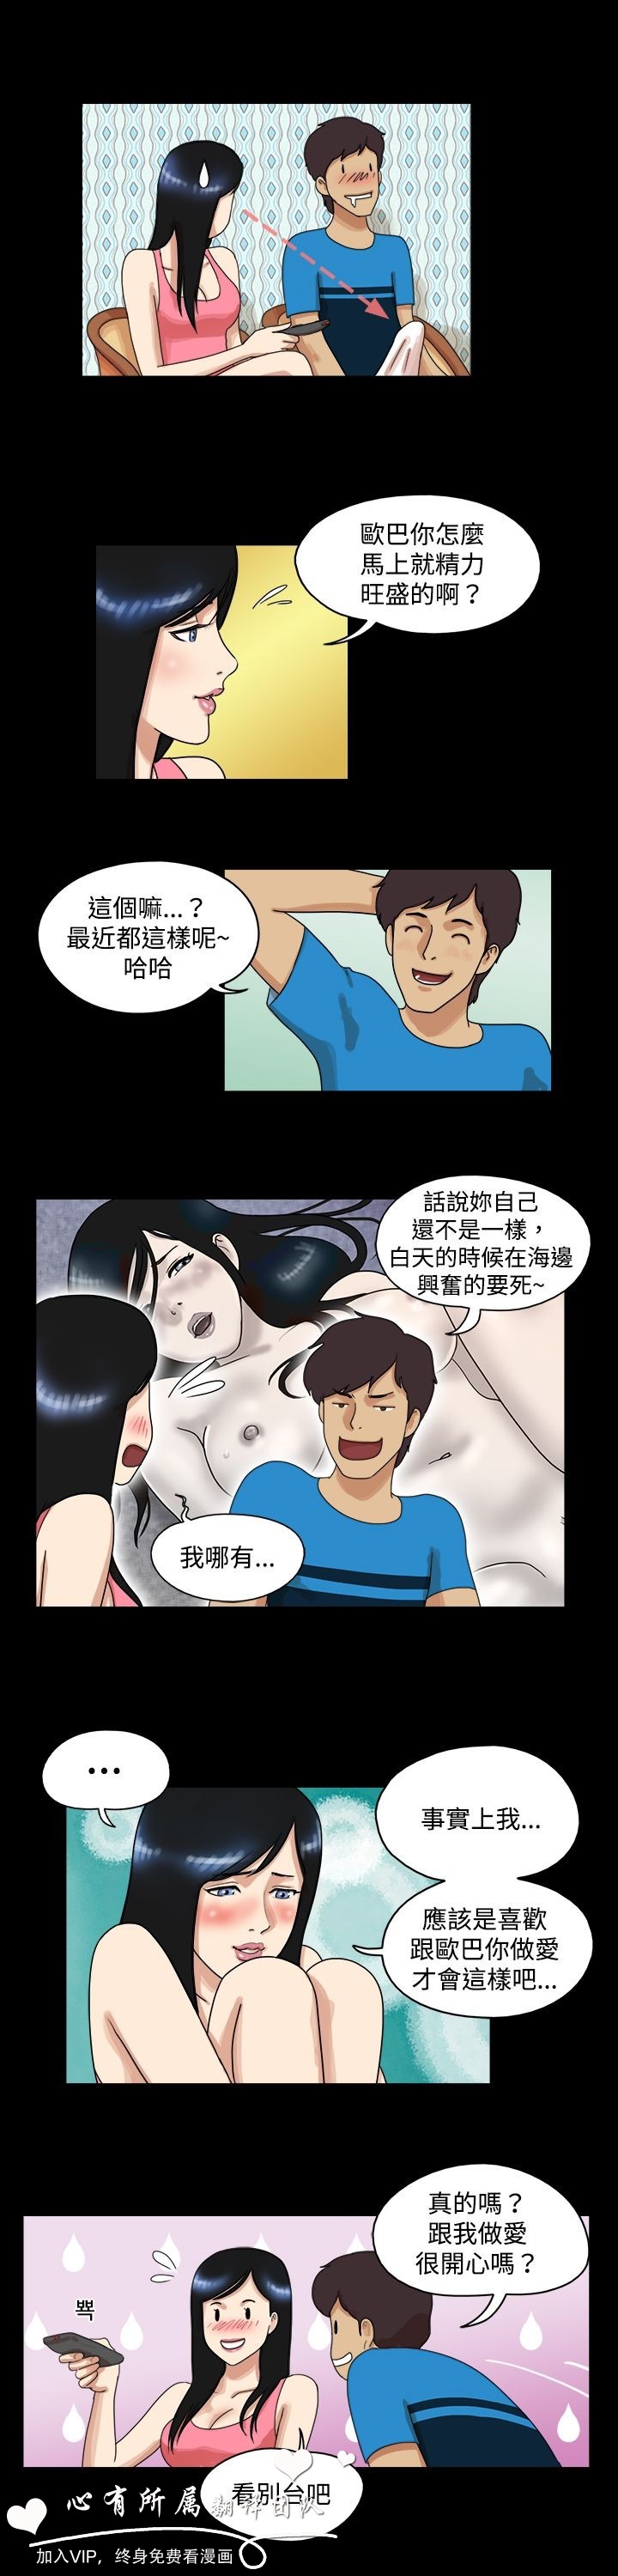 歐巴你怎麼
馬上就精力
旺盛的啊？
這個嘛...？
最近都這樣呢~
哈哈
話說妳自己
還不是一樣，
白天的時候在海邊
興奮的要死~
我哪有...
...
事實上我...
應該是喜歡
跟歐巴你做愛
才會這樣吧...
真的嗎？
跟我做愛
很開心嗎？
뾱
看別台吧
心有所属翻译团队
加入VIP，终身免费看漫画